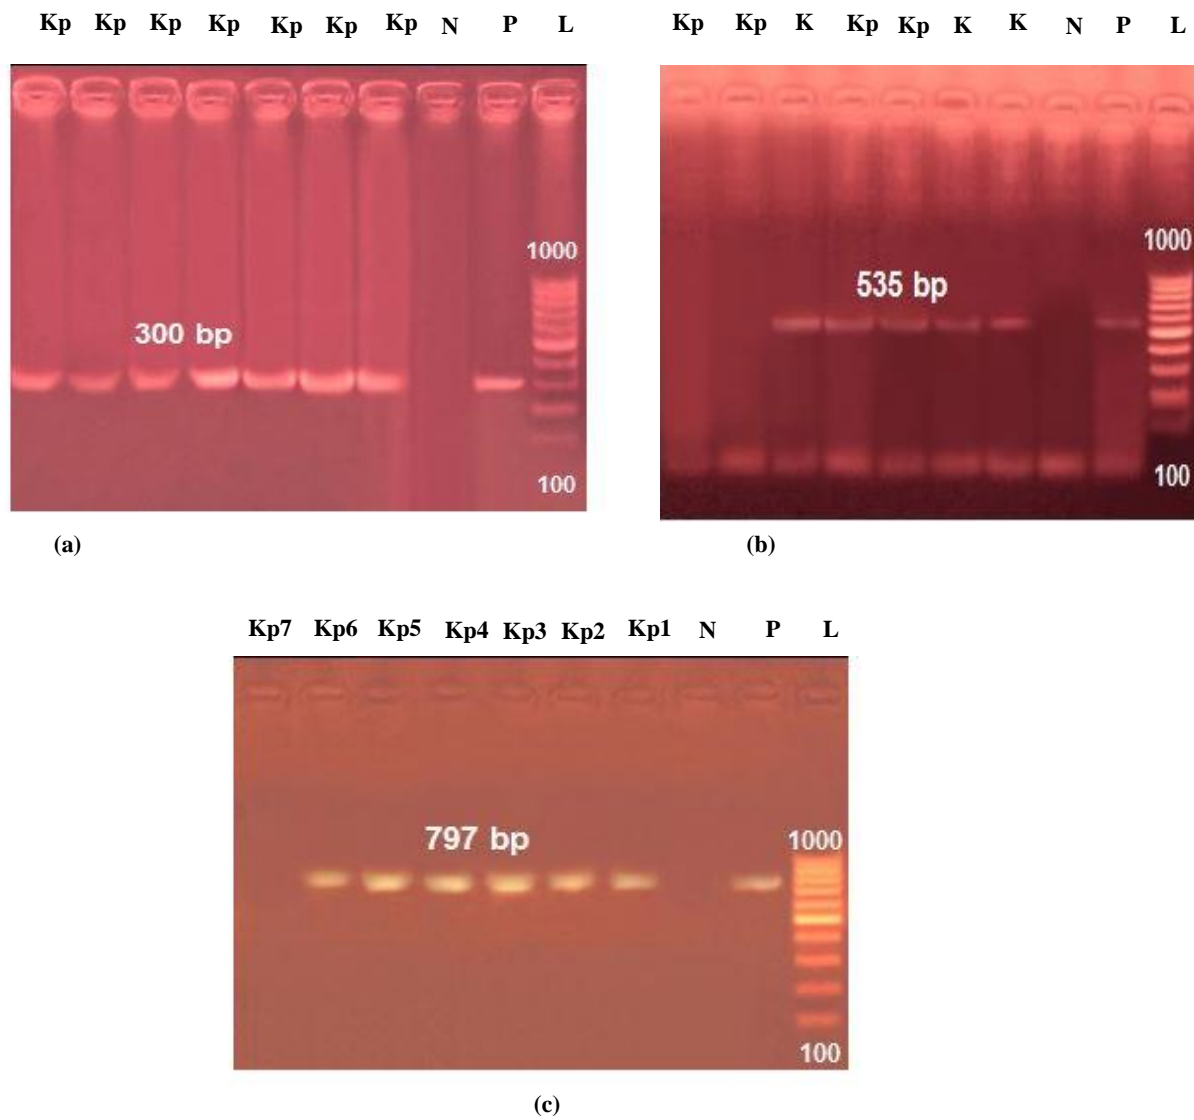 Kp Kp Kp Kp Kp Kp Kp N P L
1000
300 bp
100
(a)
Kp Kp K Kp Kp K K N P L
1000
535 bp
100
(b)
Kp7 Kp6 Kp5 Kp4 Kp3 Kp2 Kp1 N P L
797 bp
1000
100
(c)